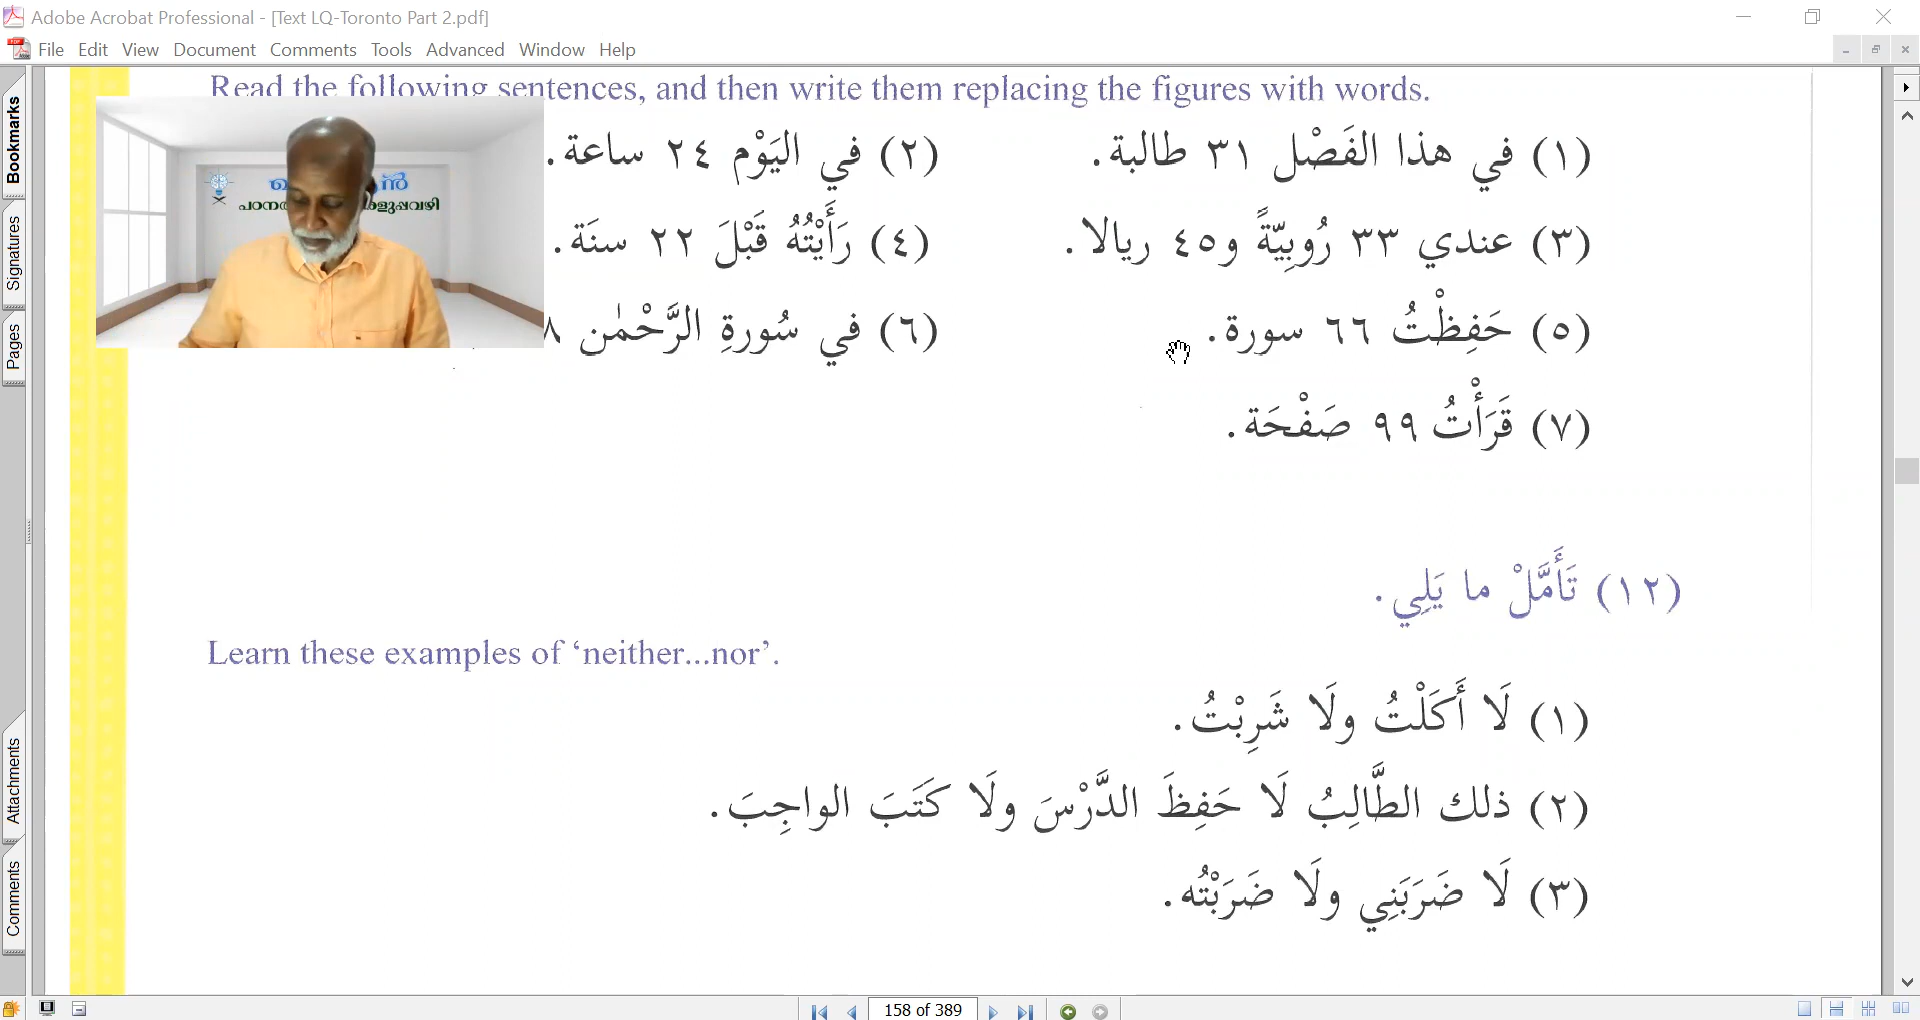 Adobe Acrobat Professional - [Text LQ-Toronto Part 2.pdf]
File Edit View Document Comments Tools Advanced Window Help
Bookmarks
Signatures
Pages
Attachments
Comments
Read the following sentences, and then write them replacing the figures with words.
(١) في هذا الفَصْل ٣١ طالبة.
(٢) في اليَوْم ٢٤ ساعة.
(٣) عندي ٣٣ رُوبِيّةً و٤٥ ريالا.
(٤) رَأَيْتُهُ قَبْلَ ٢٢ سنَة.
(٥) حَفِظْتُ ٦٦ سورة.
(٦) في سُورةِ الرَّحْمٰن ٨
(٧) قَرَأْتُ ٩٩ صَفْحَة.
(١٢) تَأَمَّلْ ما يَلِي.
Learn these examples of ‘neither...nor’.
(١) لَا أَكَلْتُ ولَا شَرِبْتُ.
(٢) ذلك الطَّالِبُ لَا حَفِظَ الدَّرْسَ ولَا كَتَبَ الواجِبَ.
(٣) لَا ضَرَبَنِي ولَا ضَرَبْتُه.
158 of 389